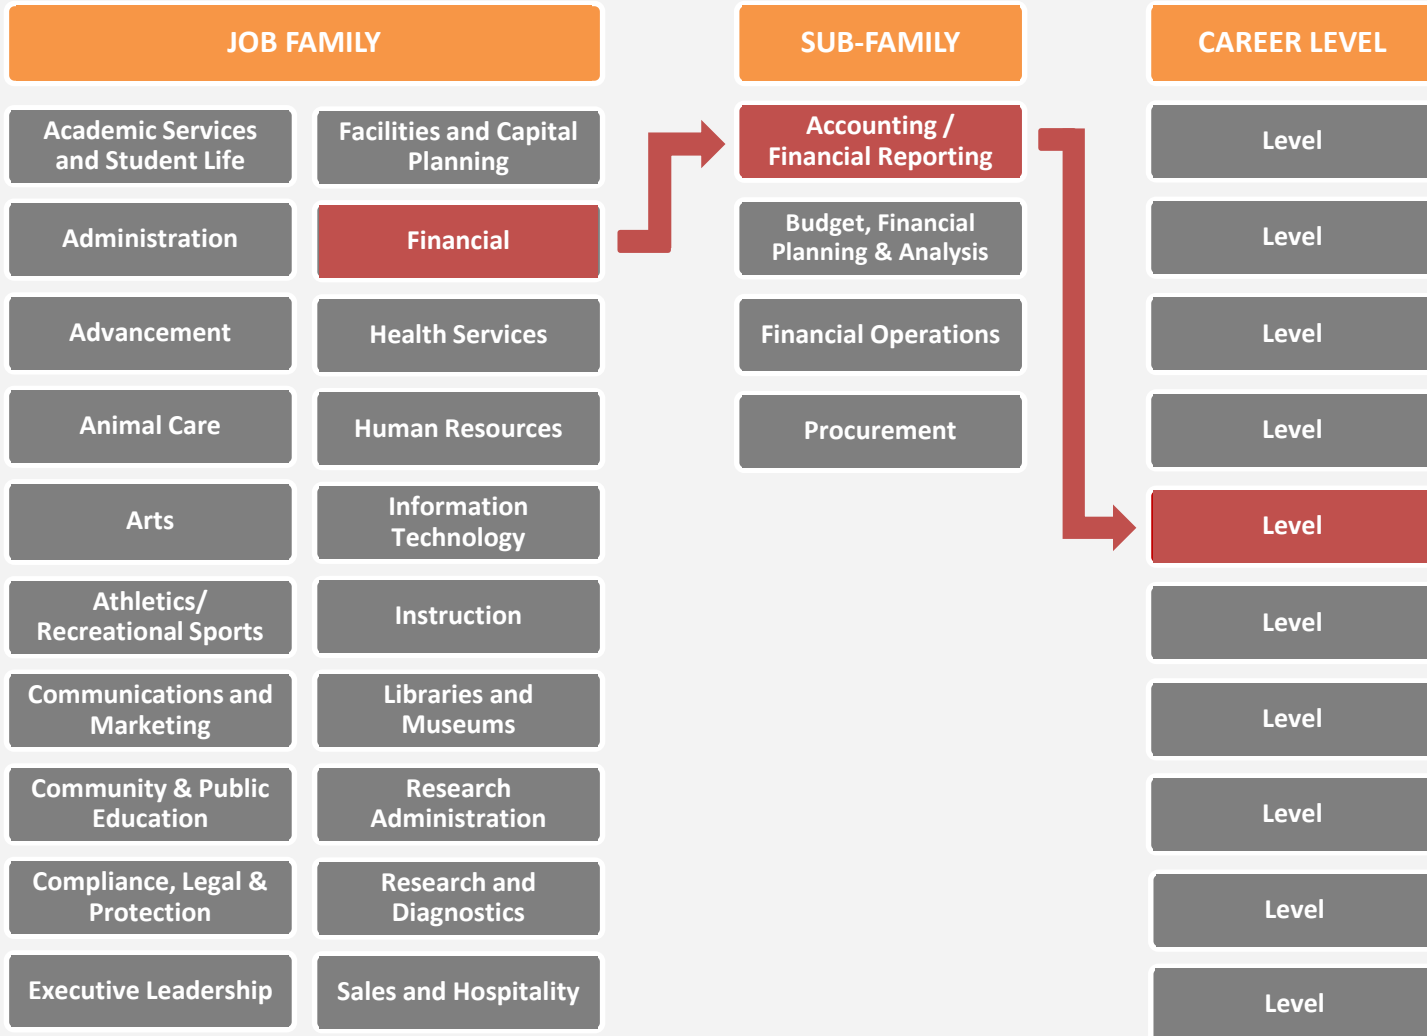 JOB FAMILY
SUB-FAMILY
CAREER LEVEL
Academic Services
and Student Life
Administration
Advancement
Animal Care
Arts
Athletics/
Recreational Sports
Communications and
Marketing
Community & Public
Education
Compliance, Legal &
Protection
Executive Leadership
Facilities and Capital
Planning
Financial
Health Services
Human Resources
Information
Technology
Instruction
Libraries and
Museums
Research
Administration
Research and
Diagnostics
Sales and Hospitality
Accounting /
Financial Reporting
Budget, Financial
Planning & Analysis
Financial Operations
Procurement
Level
Level
Level
Level
Level
Level
Level
Level
Level
Level